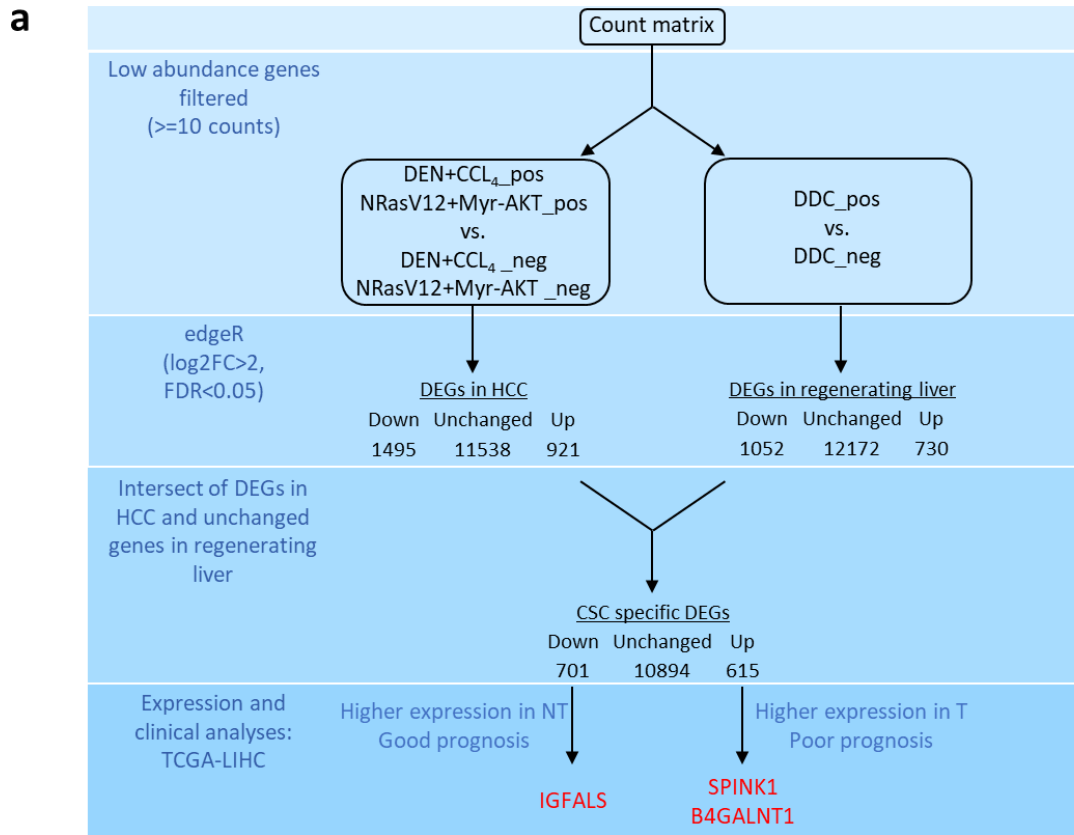 a
Count matrix
Low abundance genes
filtered
(>=10 counts)
DEN+CCL₄_pos
NRasV12+Myr-AKT_pos
vs.
DEN+CCL₄ _neg
NRasV12+Myr-AKT _neg
DDC_pos
vs.
DDC_neg
edgeR
(log2FC>2,
FDR<0.05)
DEGs in HCC
Down Unchanged Up
1495 11538 921
DEGs in regenerating liver
Down Unchanged Up
1052 12172 730
Intersect of DEGs in
HCC and unchanged
genes in regenerating
liver
CSC specific DEGs
Down Unchanged Up
701 10894 615
Expression and
clinical analyses:
TCGA-LIHC
Higher expression in NT
Good prognosis
Higher expression in T
Poor prognosis
IGFALS
SPINK1
B4GALNT1